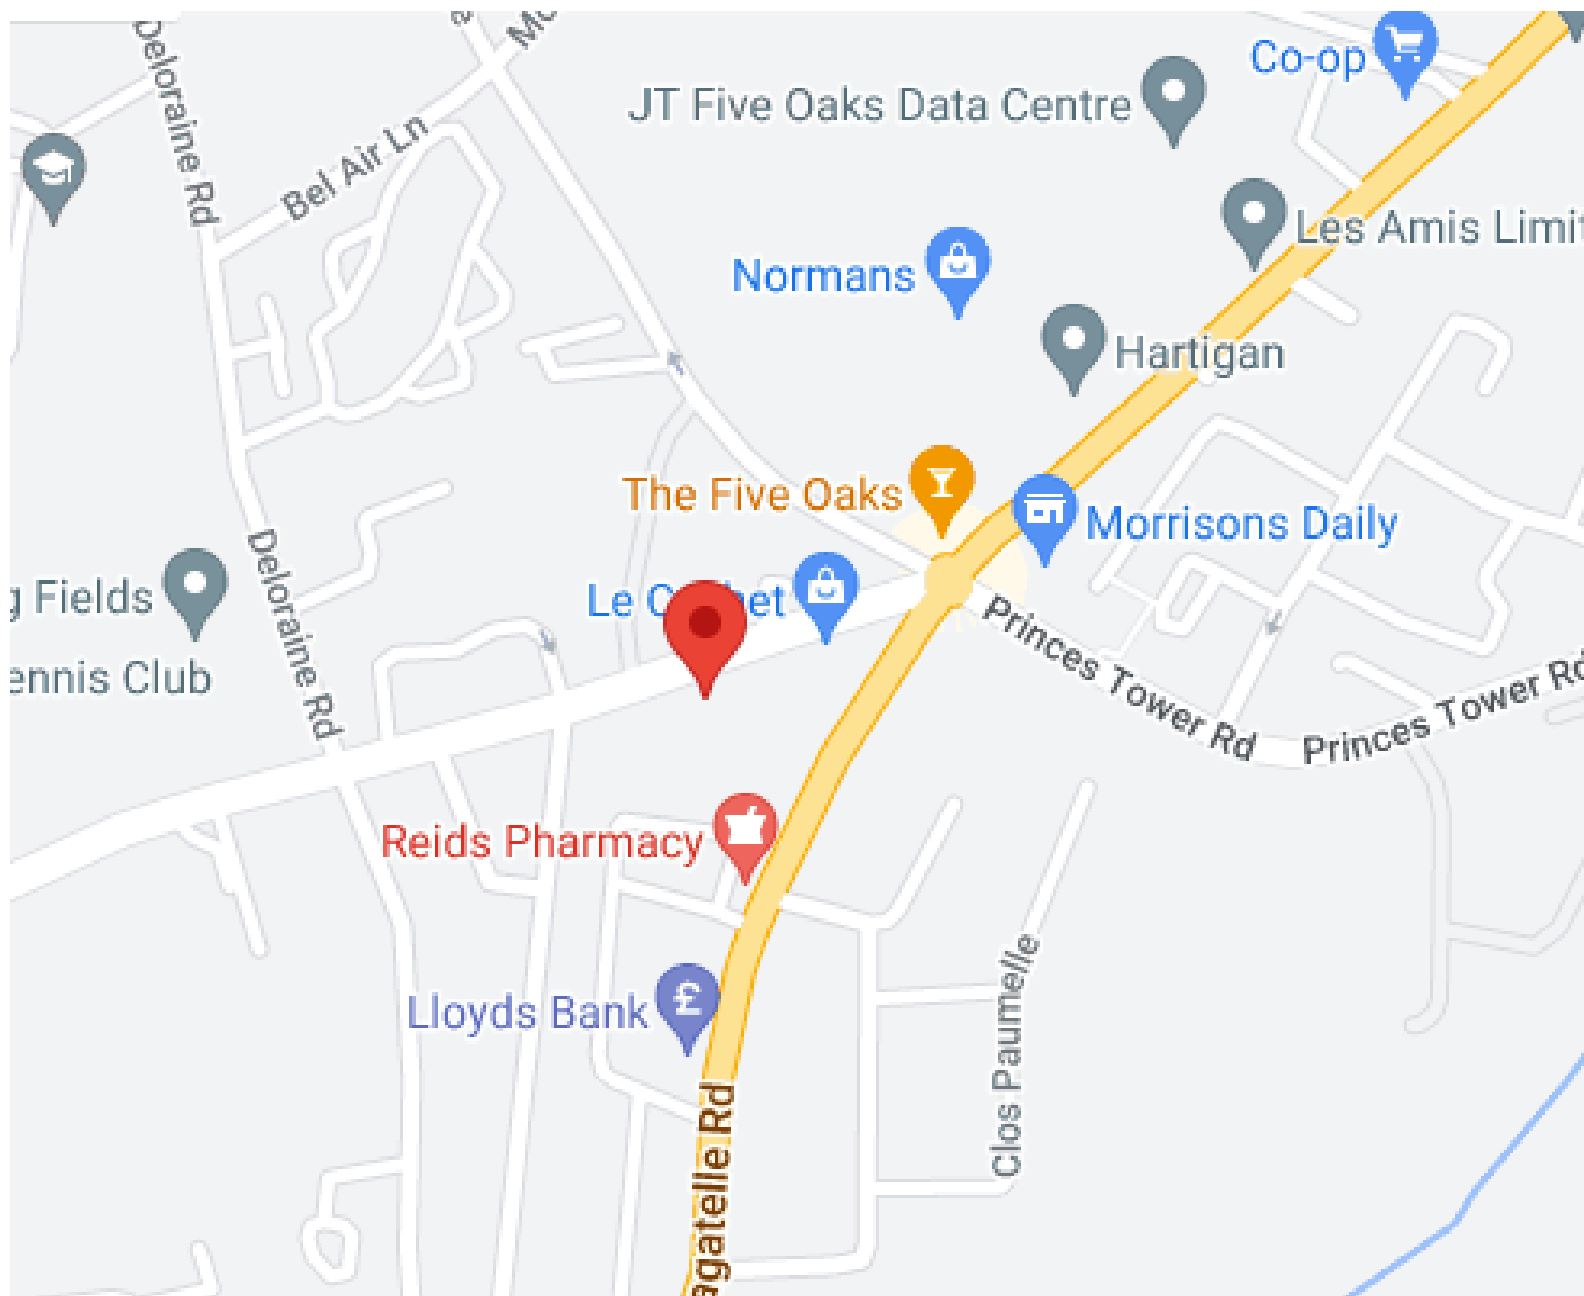 Deloraine Rd
Bel Air Ln
Co-op
JT Five Oaks Data Centre
Les Amis Limit
Normans
Hartigan
The Five Oaks
Morrisons Daily
Deloraine Rd
g Fields
ennis Club
Princes Tower Rd
Princes Tower Rd
Reids Pharmacy
Lloyds Bank
Clos Paumelle
agatelle Rd